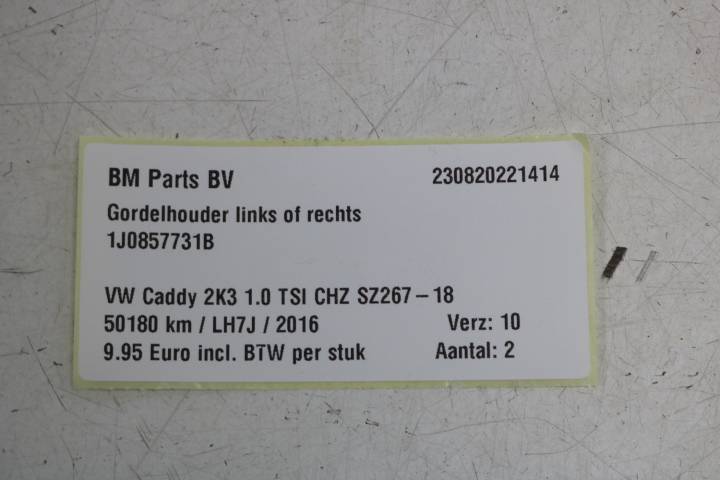 BM Parts BV 230820221414
Gordelhouder links of rechts
1J0857731B
VW Caddy 2K3 1.0 TSI CHZ SZ267-18
50180 km / LH7J / 2016 Verz: 10
9.95 Euro incl. BTW per stuk Aantal: 2